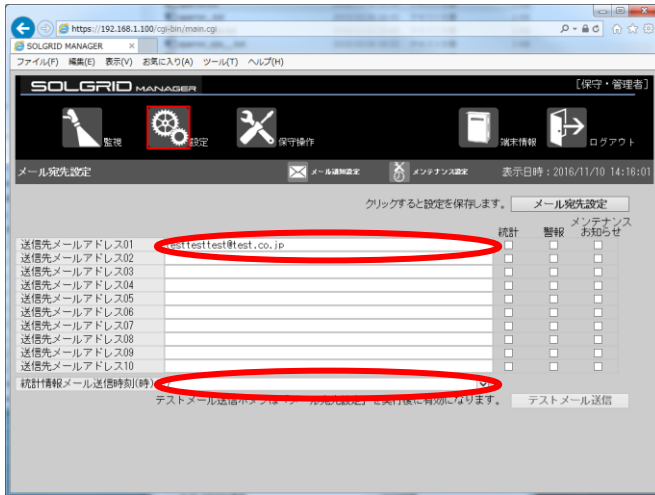 https://192.168.1.100/cgi-bin/main.cgi
SOLGRID MANAGER
ファイル(F) 編集(E) 表示(V) お気に入り(A) ツール(T) ヘルプ(H)
SOLGRID MANAGER [保守・管理者]
監視 設定 保守操作 端末情報 ログアウト
メール宛先設定 メール通知設定 メンテナンス設定 表示日時:2016/11/10 14:16:01
クリックすると設定を保存します。 メール宛先設定
統計 警報 メンテナンスお知らせ
送信先メールアドレス01 testtesttest@test.co.jp
送信先メールアドレス02
送信先メールアドレス03
送信先メールアドレス04
送信先メールアドレス05
送信先メールアドレス06
送信先メールアドレス07
送信先メールアドレス08
送信先メールアドレス09
送信先メールアドレス10
統計情報メール送信時刻(時)
テストメール送信ボタンは「メール宛先設定」を実行後に有効になります。 テストメール送信